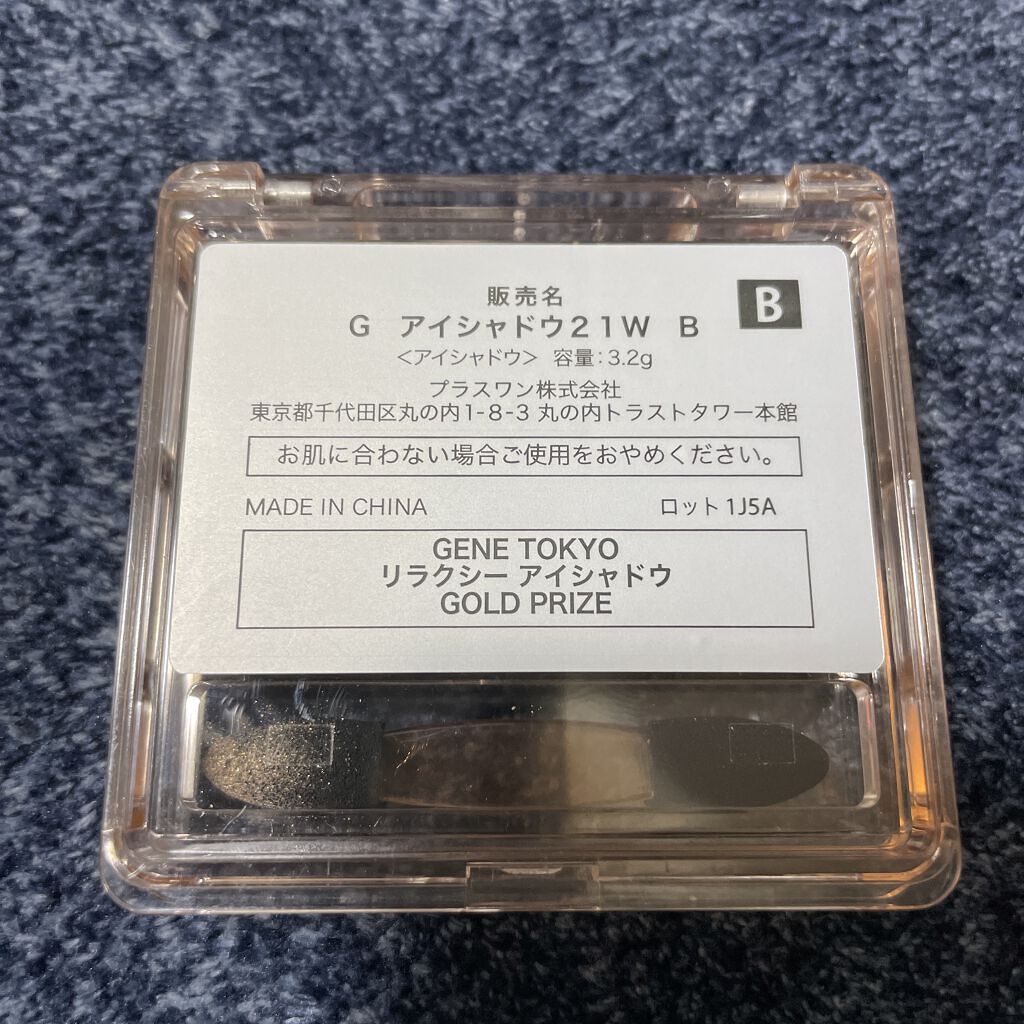 販売名
B
G アイシャドウ21W B
<アイシャドウ> 容量:3.2g
プラスワン株式会社
東京都千代田区丸の内1-8-3 丸の内トラストタワー本館
お肌に合わない場合ご使用をおやめください。
MADE IN CHINA ロット 1J5A
GENE TOKYO
リラクシー アイシャドウ
GOLD PRIZE